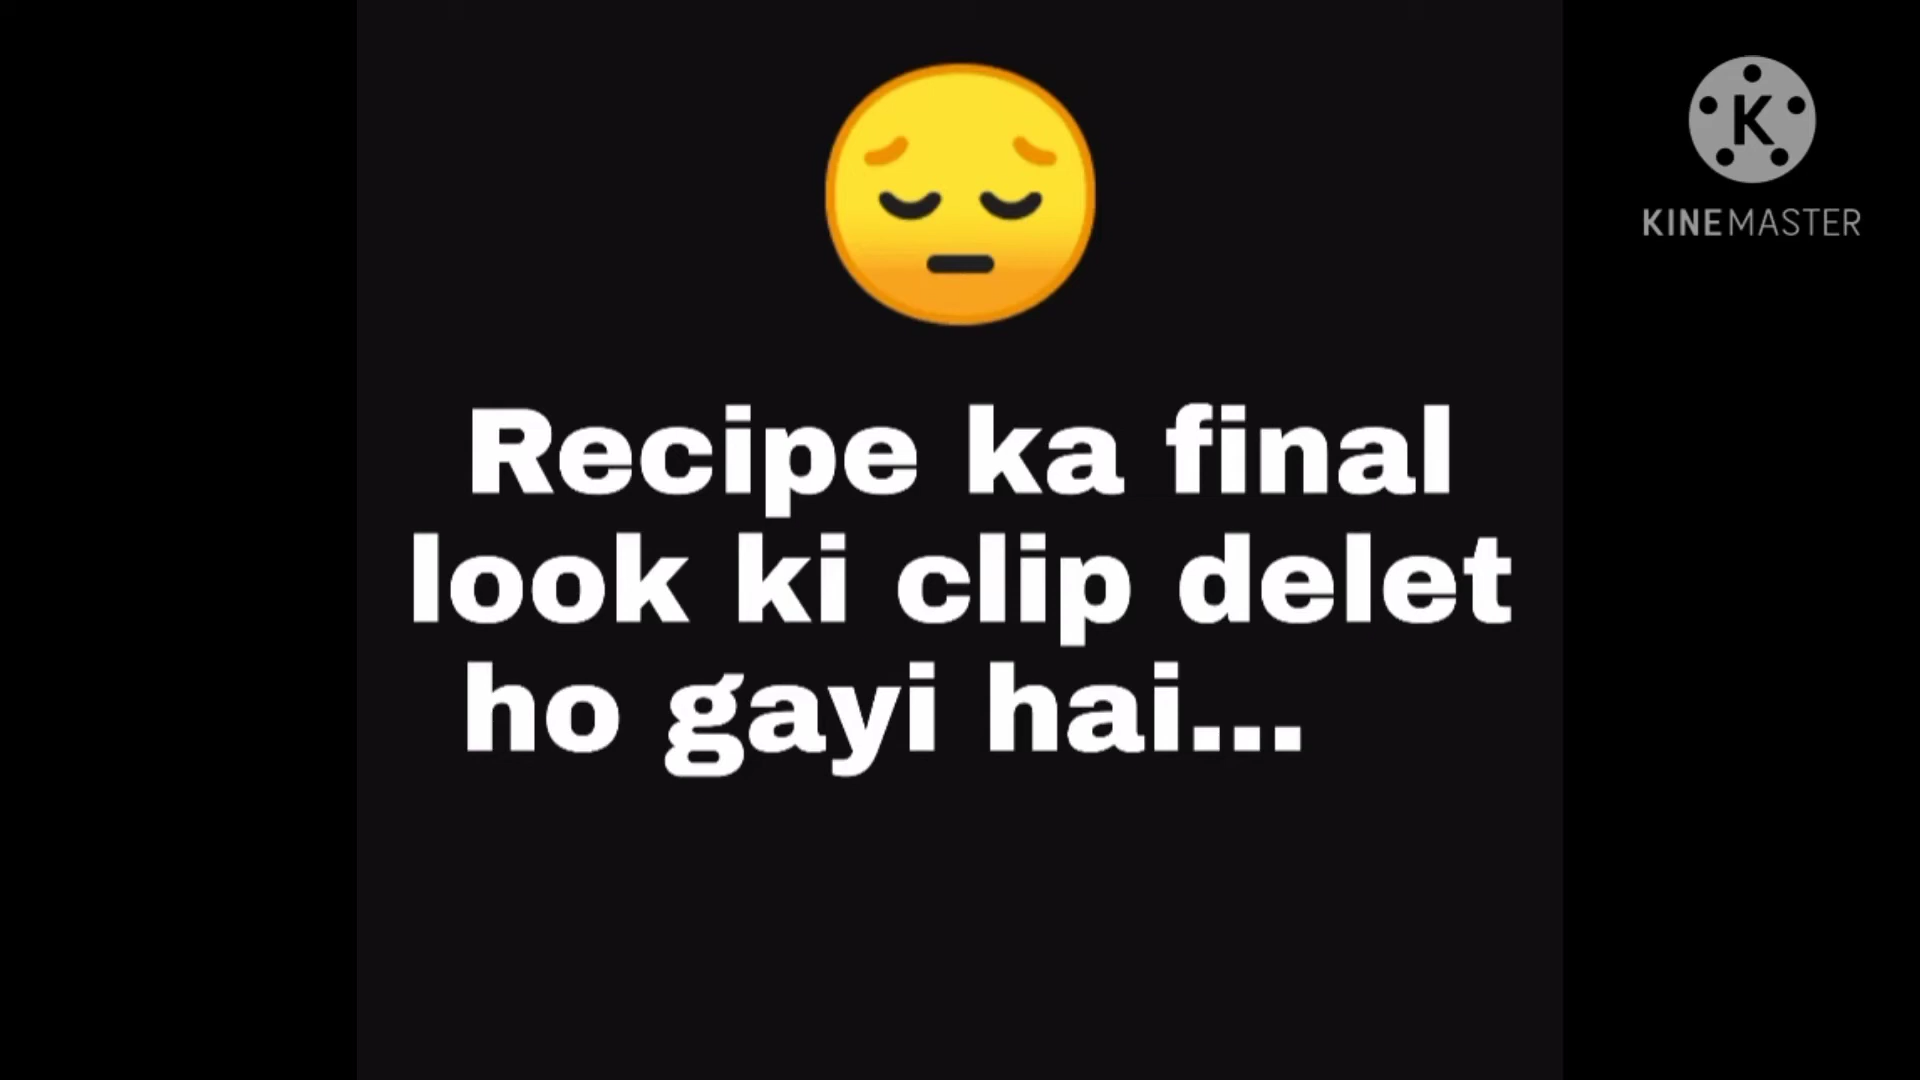 K
KINEMASTER
Recipe ka final
look ki clip delet
ho gayi hai...